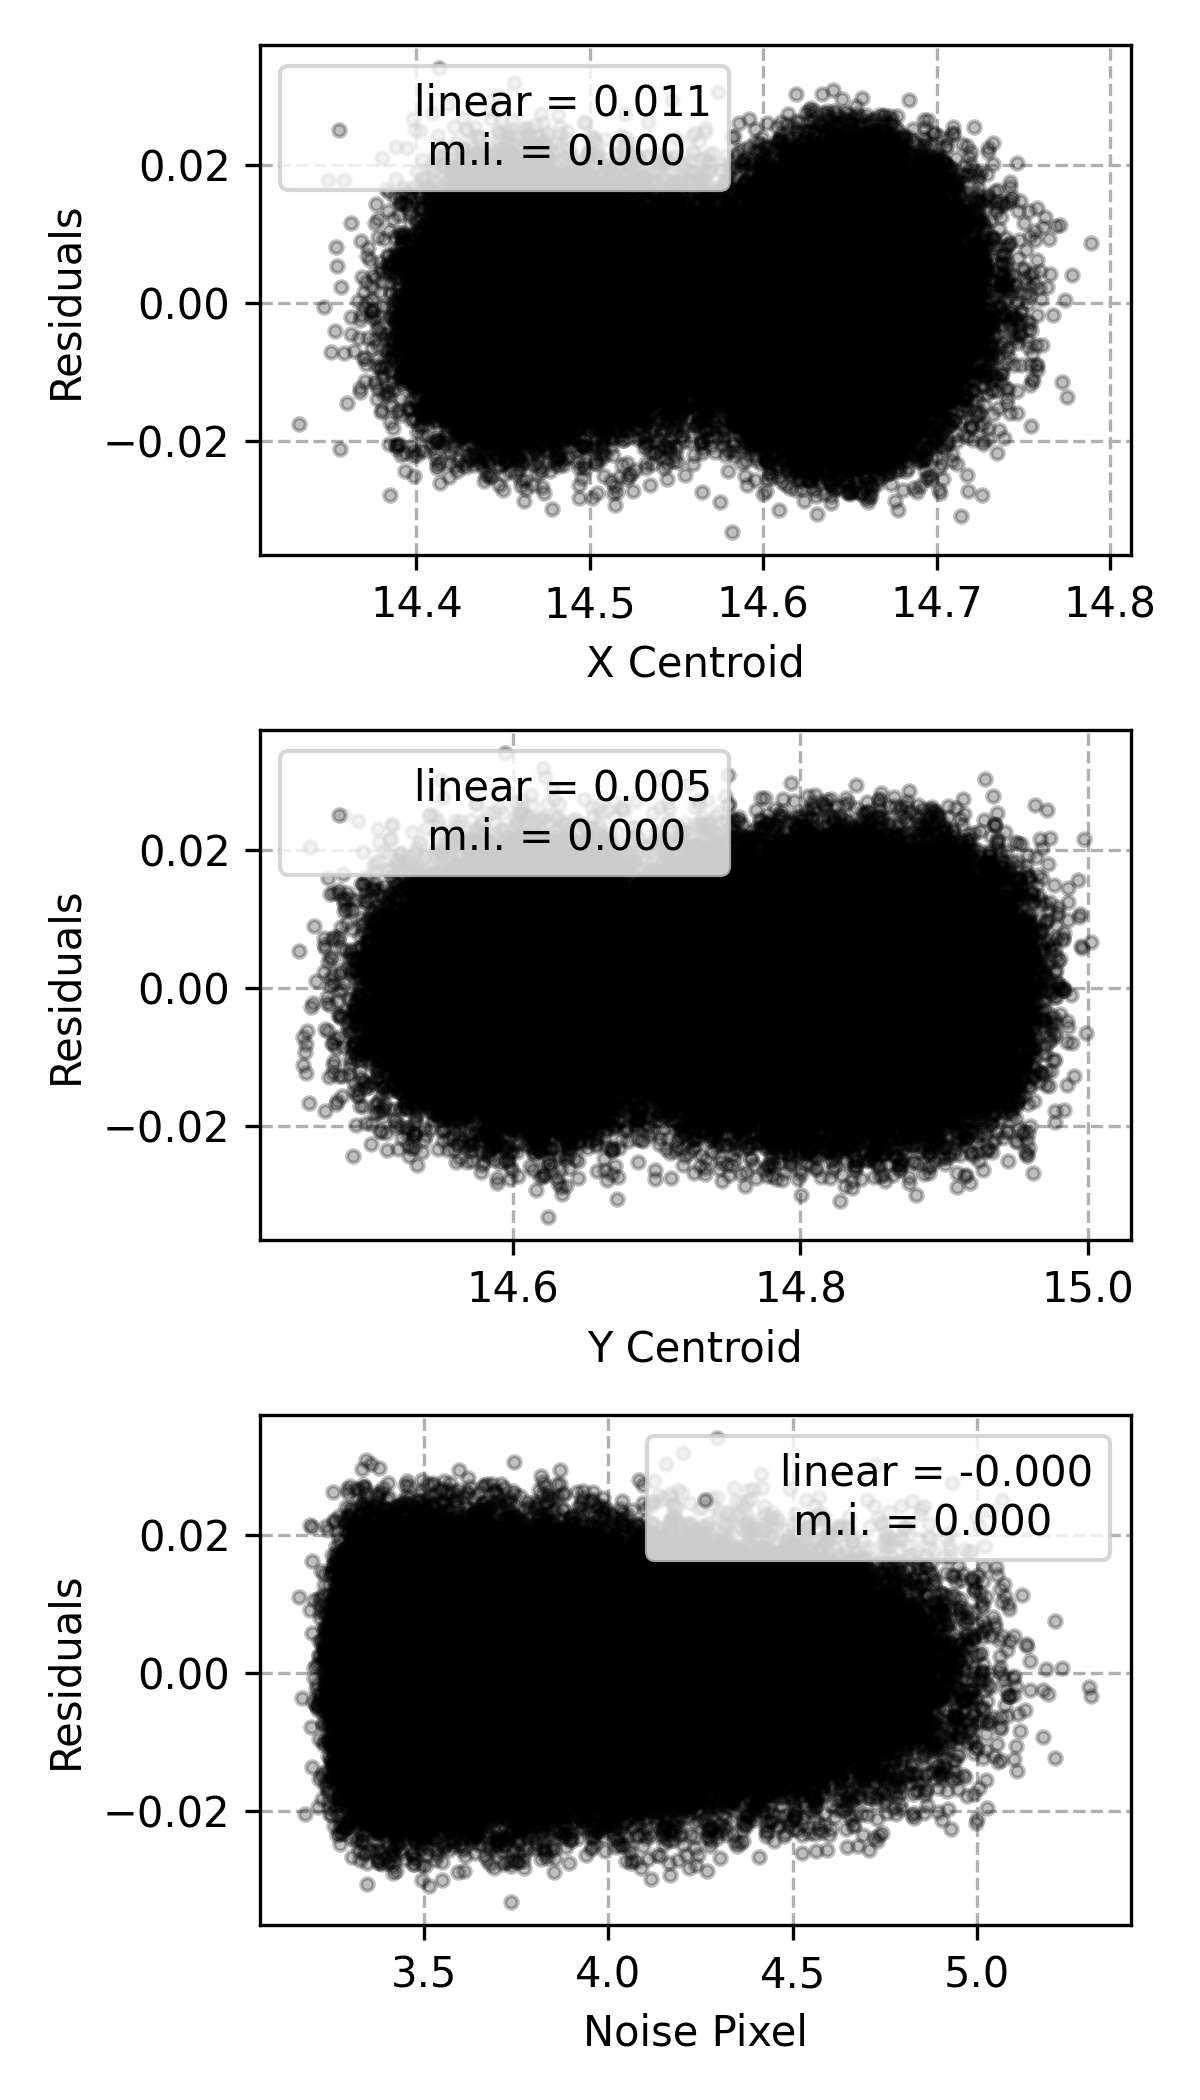 linear = 0.011
m.i. = 0.000
0.02
0.00
−0.02
Residuals
14.4 14.5 14.6 14.7 14.8
X Centroid
linear = 0.005
m.i. = 0.000
0.02
0.00
−0.02
Residuals
14.6 14.8 15.0
Y Centroid
linear = -0.000
m.i. = 0.000
0.02
0.00
−0.02
Residuals
3.5 4.0 4.5 5.0
Noise Pixel